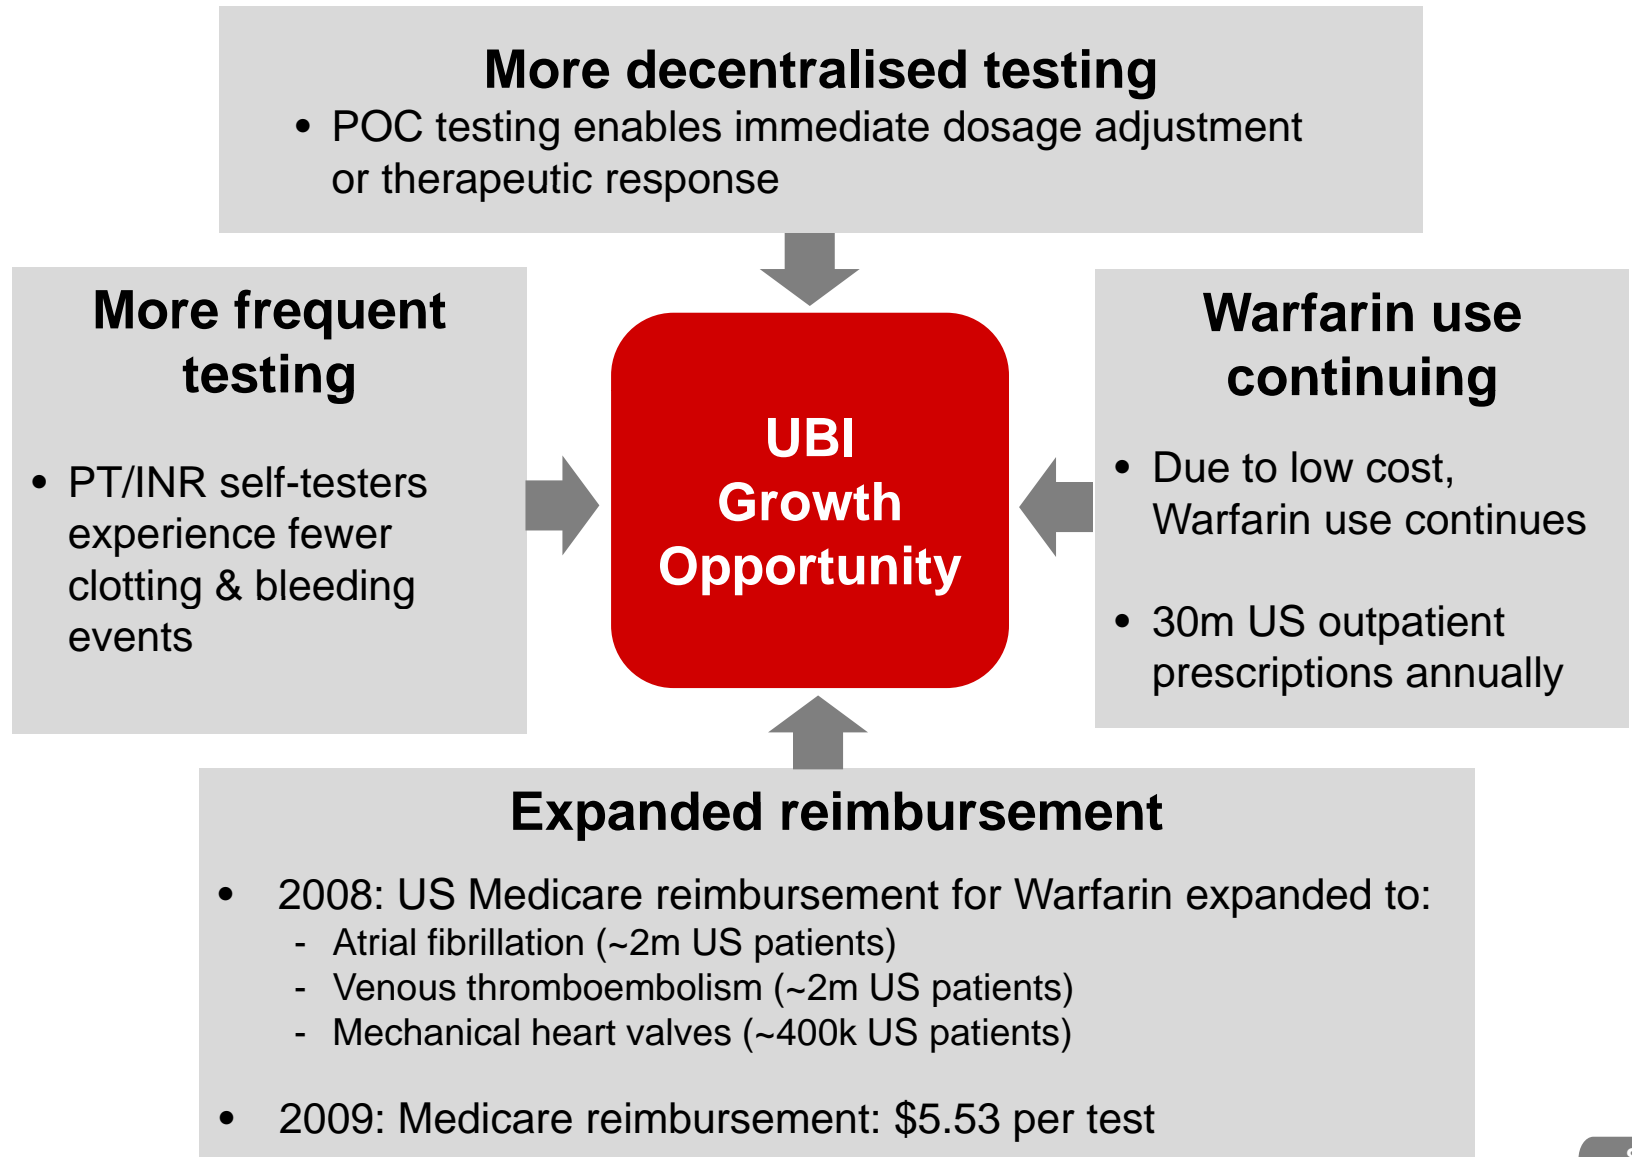 More decentralised testing
• POC testing enables immediate dosage adjustment
or therapeutic response
More frequent
testing
• PT/INR self-testers
experience fewer
clotting & bleeding
events
UBI
Growth
Opportunity
Warfarin use
continuing
• Due to low cost,
Warfarin use continues
• 30m US outpatient
prescriptions annually
Expanded reimbursement
• 2008: US Medicare reimbursement for Warfarin expanded to:
- Atrial fibrillation (~2m US patients)
- Venous thromboembolism (~2m US patients)
- Mechanical heart valves (~400k US patients)
• 2009: Medicare reimbursement: $5.53 per test